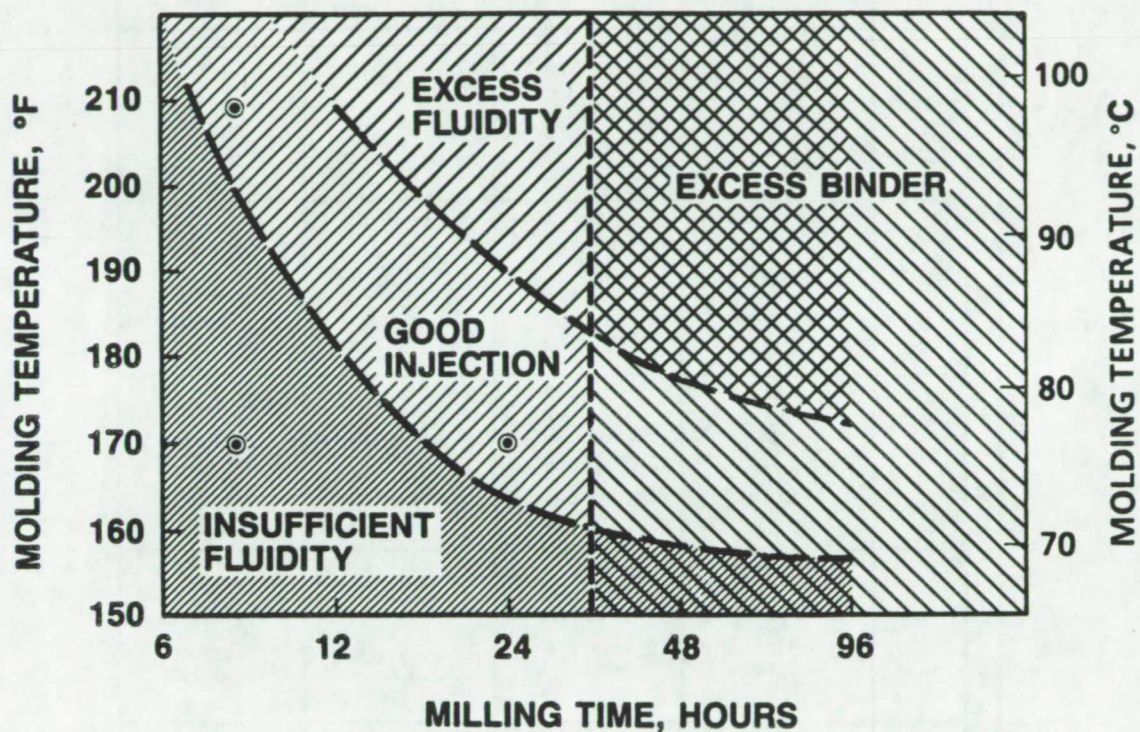 MOLDING TEMPERATURE, °F
210
200
190
180
170
160
150
EXCESS
FLUIDITY
EXCESS BINDER
GOOD
INJECTION
INSUFFICIENT
FLUIDITY
100
90
80
70
MOLDING TEMPERATURE, °C
6 12 24 48 96
MILLING TIME, HOURS